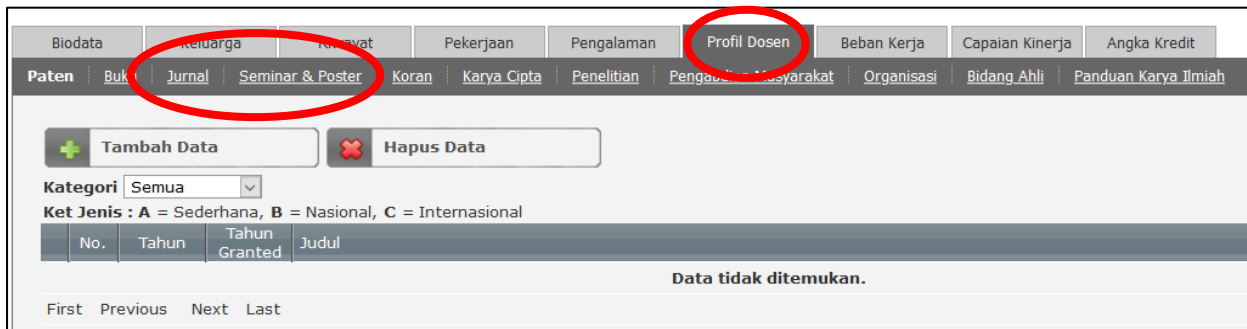 Biodata Keluarga Riwayat Pekerjaan Pengalaman Profil Dosen Beban Kerja Capaian Kinerja Angka Kredit
Paten Buku Jurnal Seminar & Poster Koran Karya Cipta Penelitian Pengabdian Masyarakat Organisasi Bidang Ahli Panduan Karya Ilmiah
Tambah Data Hapus Data
Kategori Semua
Ket Jenis : A = Sederhana, B = Nasional, C = Internasional
No. Tahun Tahun Granted Judul
Data tidak ditemukan.
First Previous Next Last